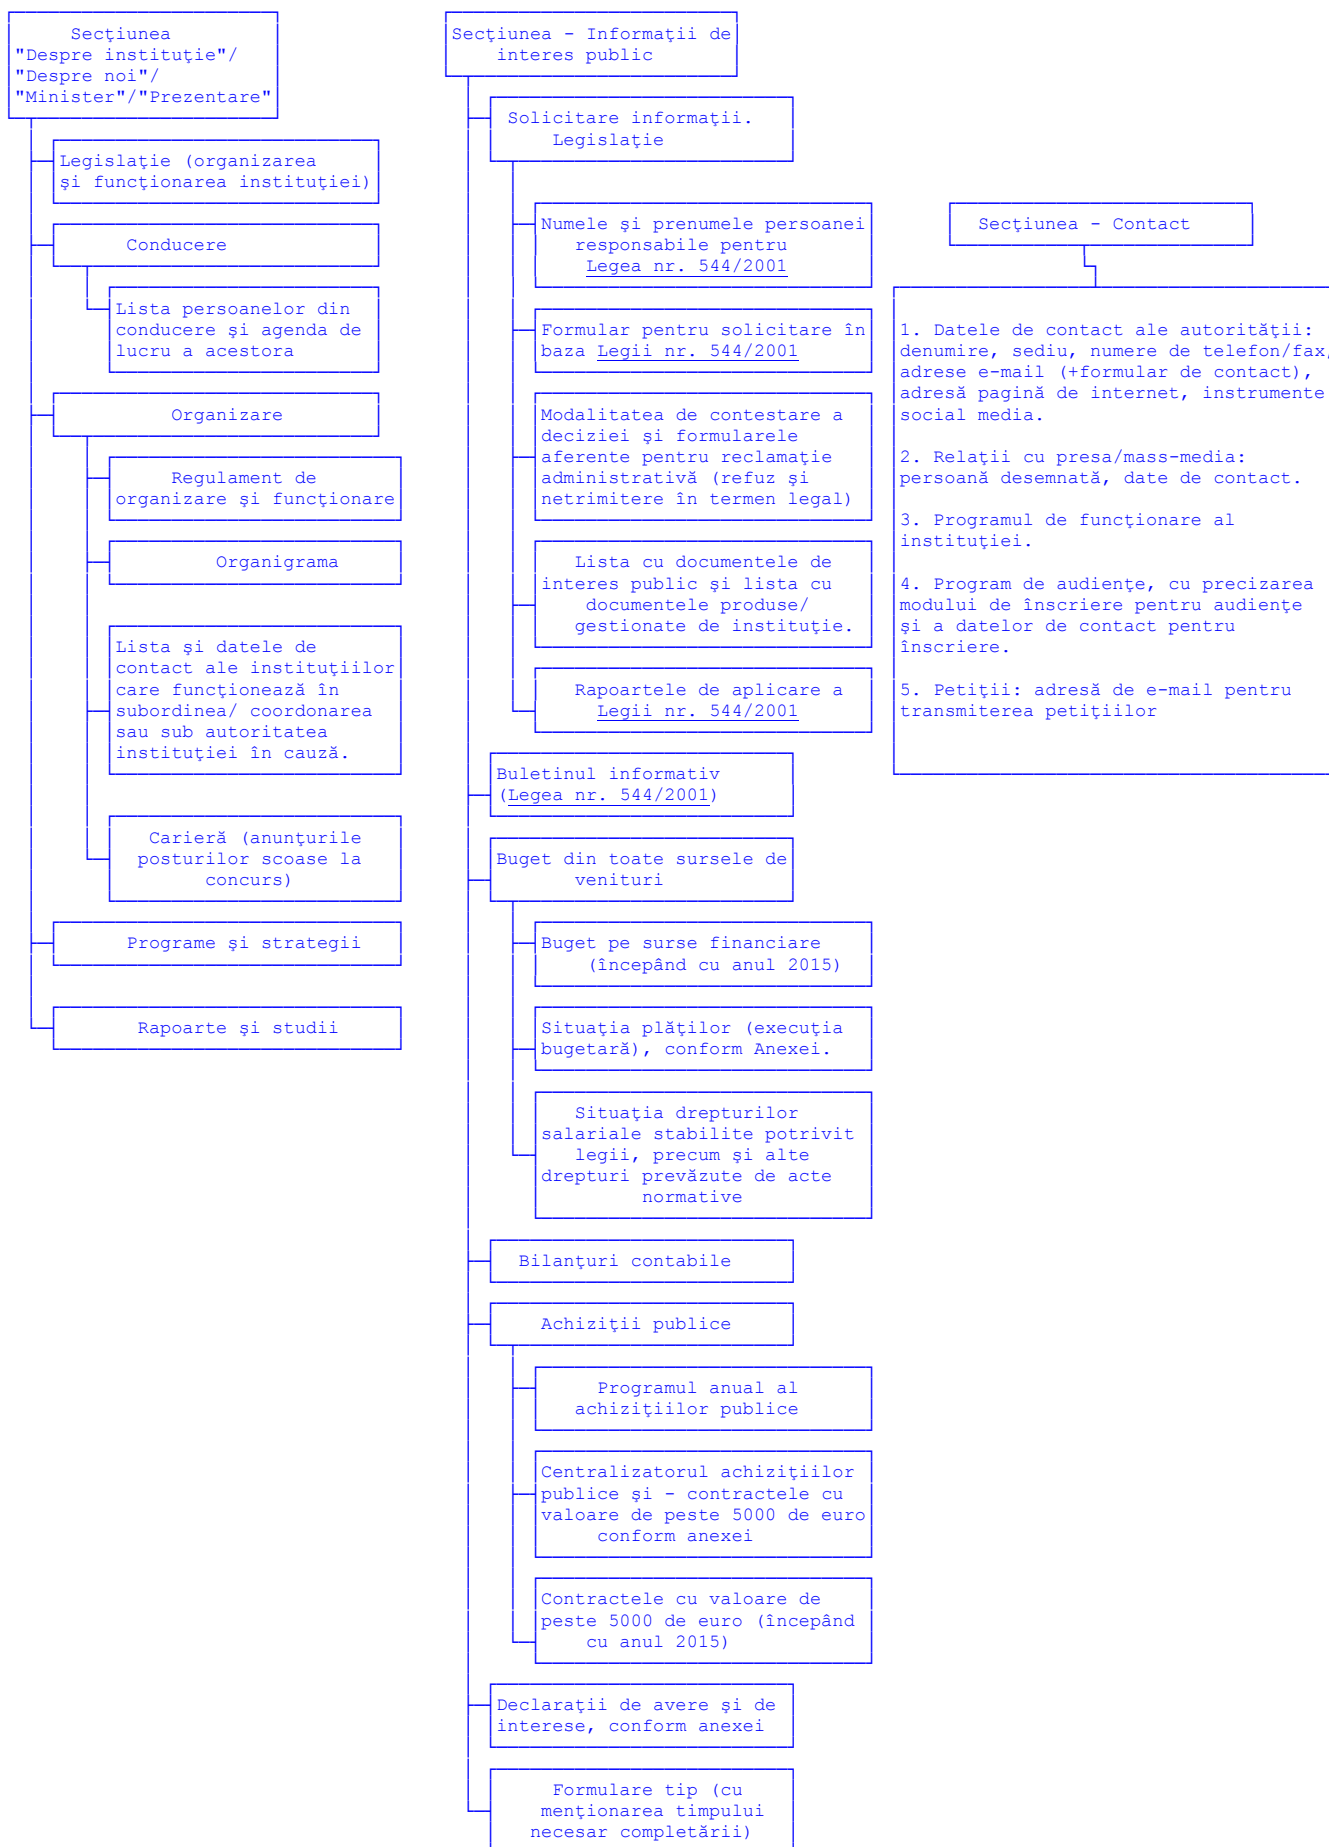 Secţiunea
"Despre instituţie"/
"Despre noi"/
"Minister"/"Prezentare"
Legislaţie (organizarea
şi funcţionarea instituţiei)
Conducere
Lista persoanelor din
conducere şi agenda de
lucru a acestora
Organizare
Regulament de
organizare şi funcţionare
Organigrama
Lista şi datele de
contact ale instituţiilor
care funcţionează în
subordinea/ coordonarea
sau sub autoritatea
instituţiei în cauză.
Carieră (anunţurile
posturilor scoase la
concurs)
Programe şi strategii
Rapoarte şi studii
Secţiunea - Informaţii de
interes public
Solicitare informaţii.
Legislaţie
Numele şi prenumele persoanei
responsabile pentru
Legea nr. 544/2001
Formular pentru solicitare în
baza Legii nr. 544/2001
Modalitatea de contestare a
deciziei şi formularele
aferente pentru reclamaţie
administrativă (refuz şi
netrimitere în termen legal)
Lista cu documentele de
interes public şi lista cu
documentele produse/
gestionate de instituţie.
Rapoartele de aplicare a
Legii nr. 544/2001
Buletinul informativ
(Legea nr. 544/2001)
Buget din toate sursele de
venituri
Buget pe surse financiare
(începând cu anul 2015)
Situaţia plăţilor (execuţia
bugetară), conform Anexei.
Situaţia drepturilor
salariale stabilite potrivit
legii, precum şi alte
drepturi prevăzute de acte
normative
Bilanţuri contabile
Achiziţii publice
Programul anual al
achiziţiilor publice
Centralizatorul achiziţiilor
publice şi - contractele cu
valoare de peste 5000 de euro
conform anexei
Contractele cu valoare de
peste 5000 de euro (începând
cu anul 2015)
Declaraţii de avere şi de
interese, conform anexei
Formulare tip (cu
menţionarea timpului
necesar completării)
Secţiunea - Contact
1. Datele de contact ale autorităţii:
denumire, sediu, numere de telefon/fax,
adrese e-mail (+formular de contact),
adresă pagină de internet, instrumente
social media.
2. Relaţii cu presa/mass-media:
persoană desemnată, date de contact.
3. Programul de funcţionare al
instituţiei.
4. Program de audienţe, cu precizarea
modului de înscriere pentru audienţe
şi a datelor de contact pentru
înscriere.
5. Petiţii: adresă de e-mail pentru
transmiterea petiţiilor